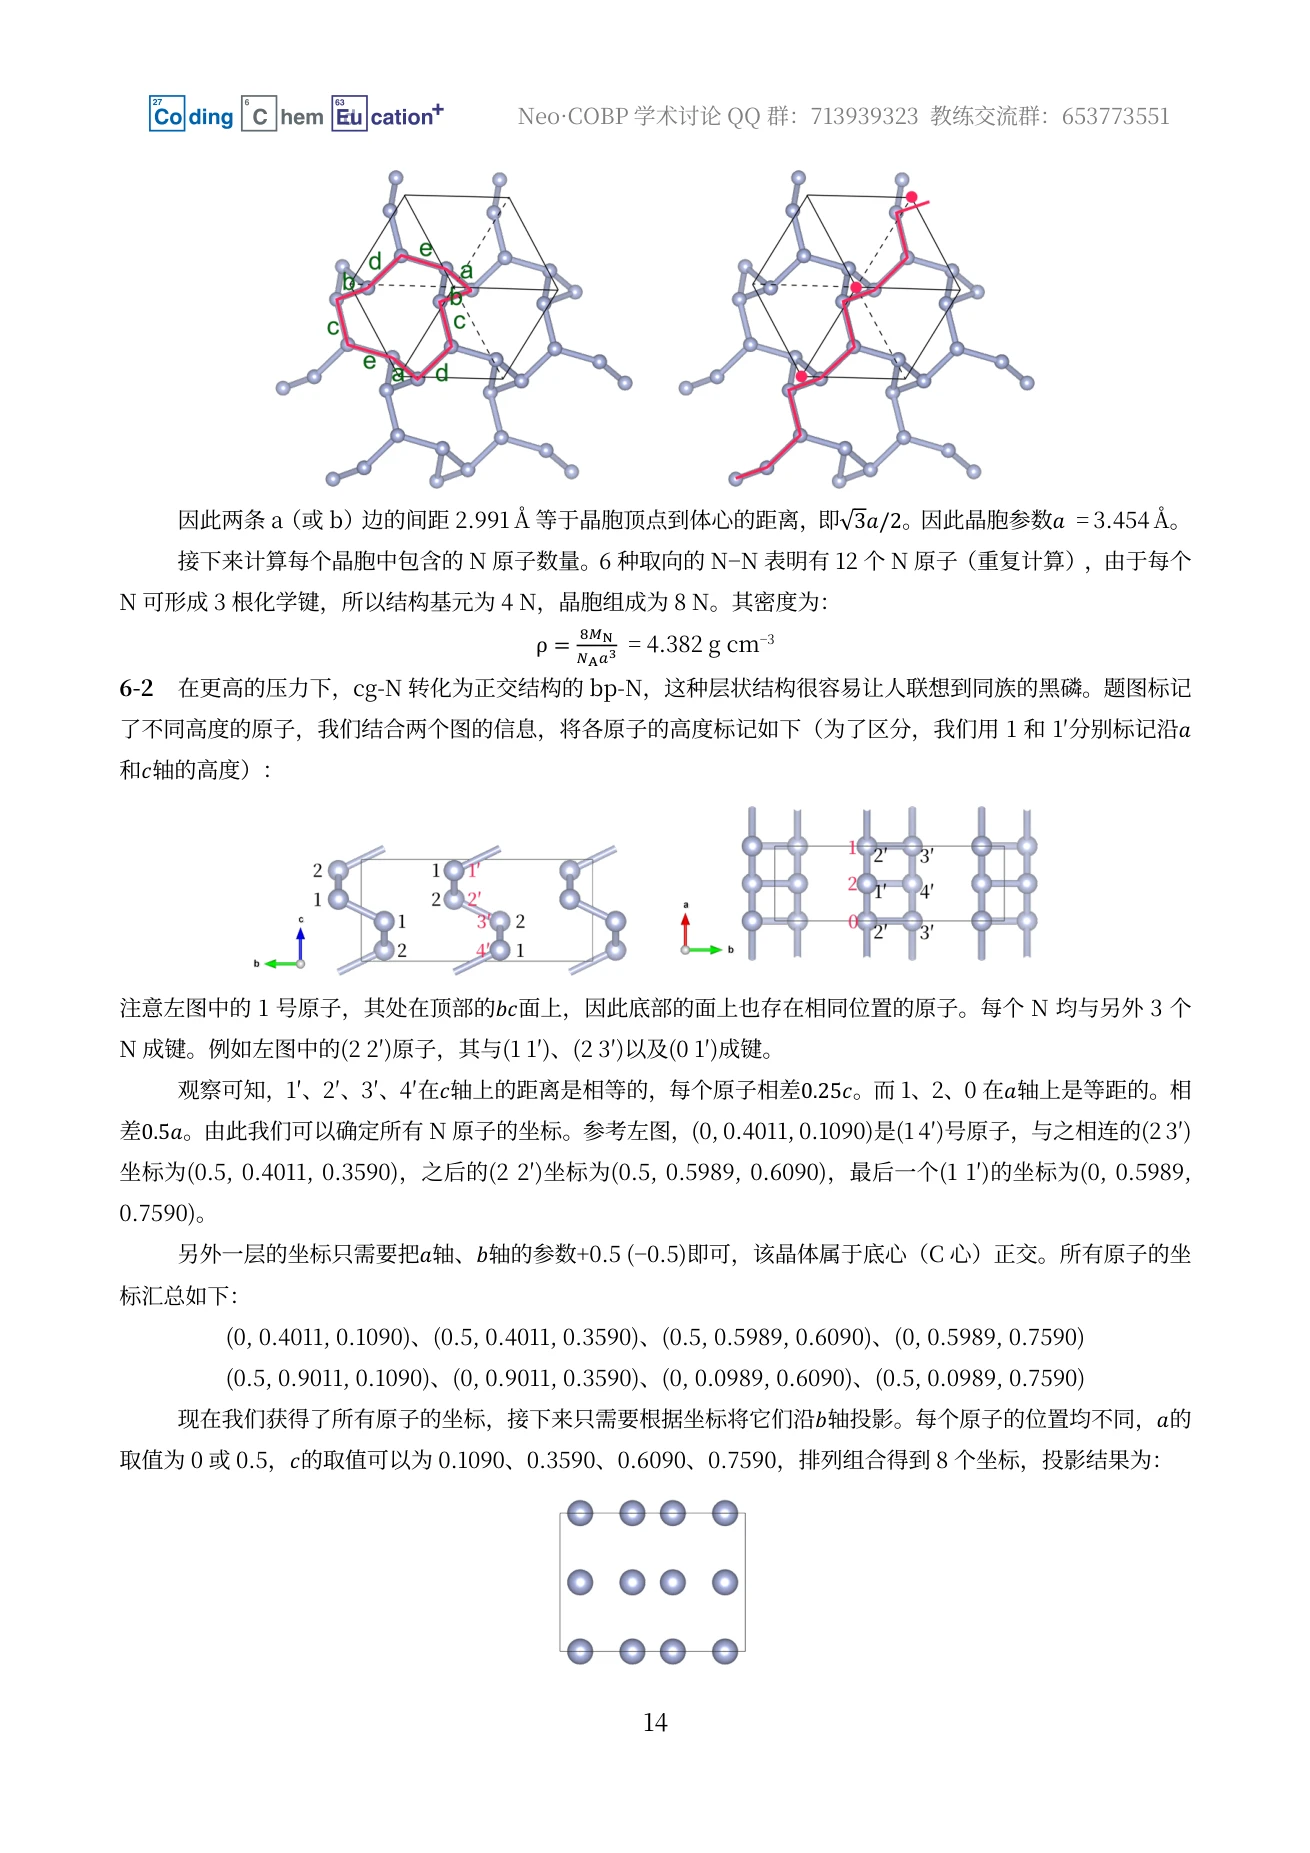 27 Co ding 6 C hem 63 Eu cation+ Neo·COBP 学术讨论 QQ 群：713939323 教练交流群：653773551
d e a b b c c e a d
因此两条 a（或 b）边的间距 2.991 Å 等于晶胞顶点到体心的距离，即√3a/2。因此晶胞参数a = 3.454 Å。
接下来计算每个晶胞中包含的 N 原子数量。6 种取向的 N−N 表明有 12 个 N 原子（重复计算），由于每个
N 可形成 3 根化学键，所以结构基元为 4 N，晶胞组成为 8 N。其密度为：
ρ = 8M_N / N_A a³ = 4.382 g cm⁻³
6-2 在更高的压力下，cg-N 转化为正交结构的 bp-N，这种层状结构很容易让人联想到同族的黑磷。题图标记
了不同高度的原子，我们结合两个图的信息，将各原子的高度标记如下（为了区分，我们用 1 和 1′分别标记沿a
和c轴的高度）：
2 1 1′ 1 2′ 3′
1 2 2′ 2 1′ 4′
c 1 3′ 2 a 0 2′ 3′
2 4′ 1
b b
注意左图中的 1 号原子，其处在顶部的bc面上，因此底部的面上也存在相同位置的原子。每个 N 均与另外 3 个
N 成键。例如左图中的(2 2′)原子，其与(1 1′)、(2 3′)以及(0 1′)成键。
观察可知，1′、2′、3′、4′在c轴上的距离是相等的，每个原子相差0.25c。而 1、2、0 在a轴上是等距的。相
差0.5a。由此我们可以确定所有 N 原子的坐标。参考左图，(0, 0.4011, 0.1090)是(1 4′)号原子，与之相连的(2 3′)
坐标为(0.5, 0.4011, 0.3590)，之后的(2 2′)坐标为(0.5, 0.5989, 0.6090)，最后一个(1 1′)的坐标为(0, 0.5989,
0.7590)。
另外一层的坐标只需要把a轴、b轴的参数+0.5 (−0.5)即可，该晶体属于底心（C 心）正交。所有原子的坐
标汇总如下：
(0, 0.4011, 0.1090)、(0.5, 0.4011, 0.3590)、(0.5, 0.5989, 0.6090)、(0, 0.5989, 0.7590)
(0.5, 0.9011, 0.1090)、(0, 0.9011, 0.3590)、(0, 0.0989, 0.6090)、(0.5, 0.0989, 0.7590)
现在我们获得了所有原子的坐标，接下来只需要根据坐标将它们沿b轴投影。每个原子的位置均不同，a的
取值为 0 或 0.5，c的取值可以为 0.1090、0.3590、0.6090、0.7590，排列组合得到 8 个坐标，投影结果为：
14